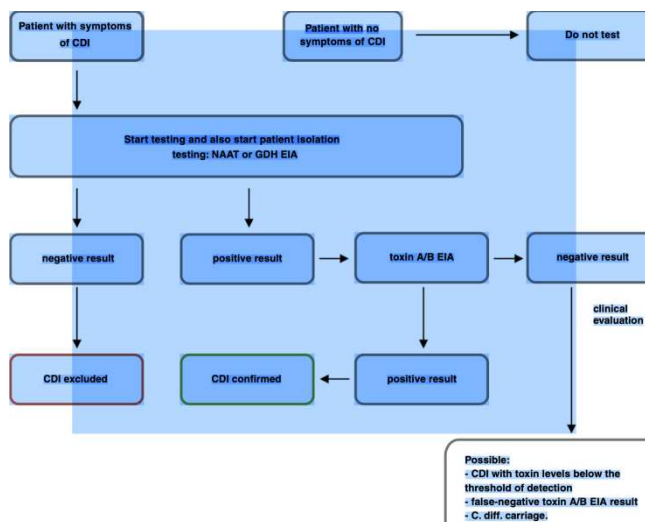 Patient with symptoms
of CDI
Patient with no
symptoms of CDI
Do not test
Start testing and also start patient isolation
testing: NAAT or GDH EIA
negative result
positive result
toxin A/B EIA
negative result
clinical
evaluation
CDI excluded
CDI confirmed
positive result
Possible:
- CDI with toxin levels below the
threshold of detection
- false-negative toxin A/B EIA result
- C. diff. carriage.